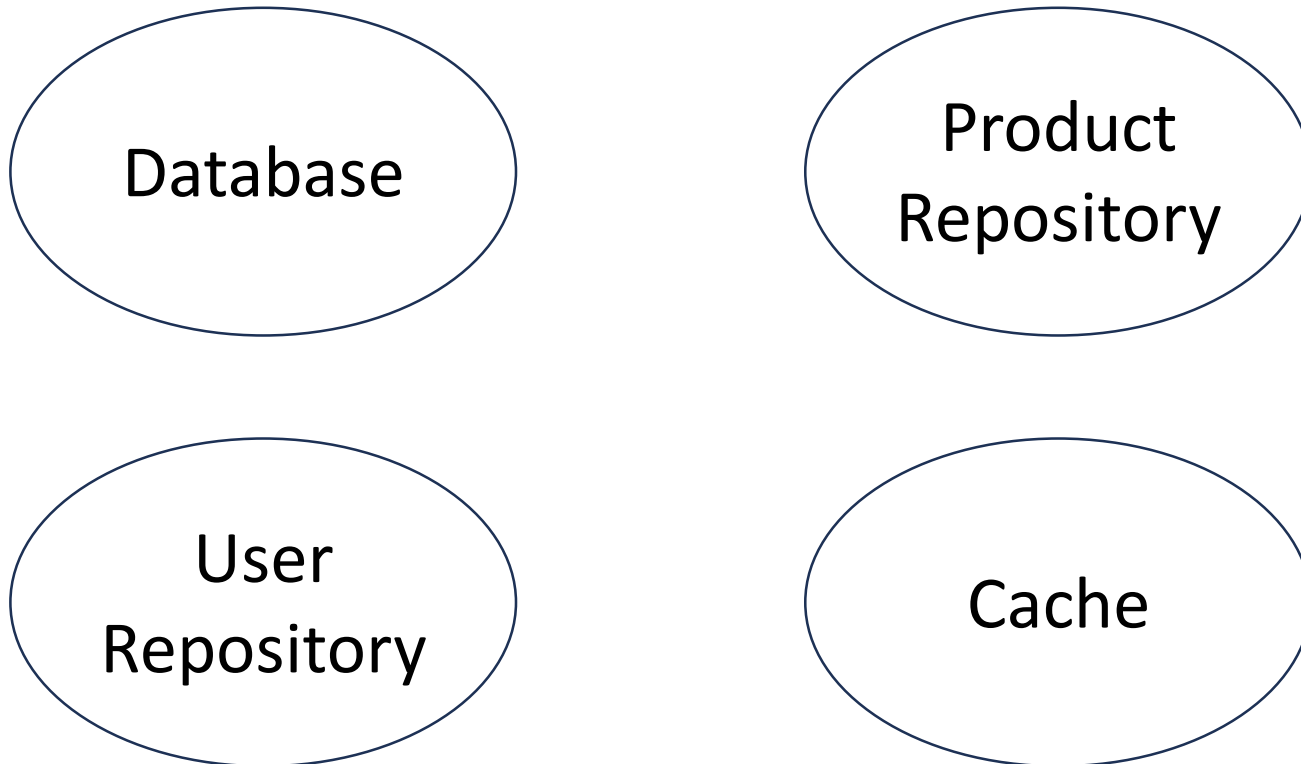 Database
Product
Repository
User
Repository
Cache